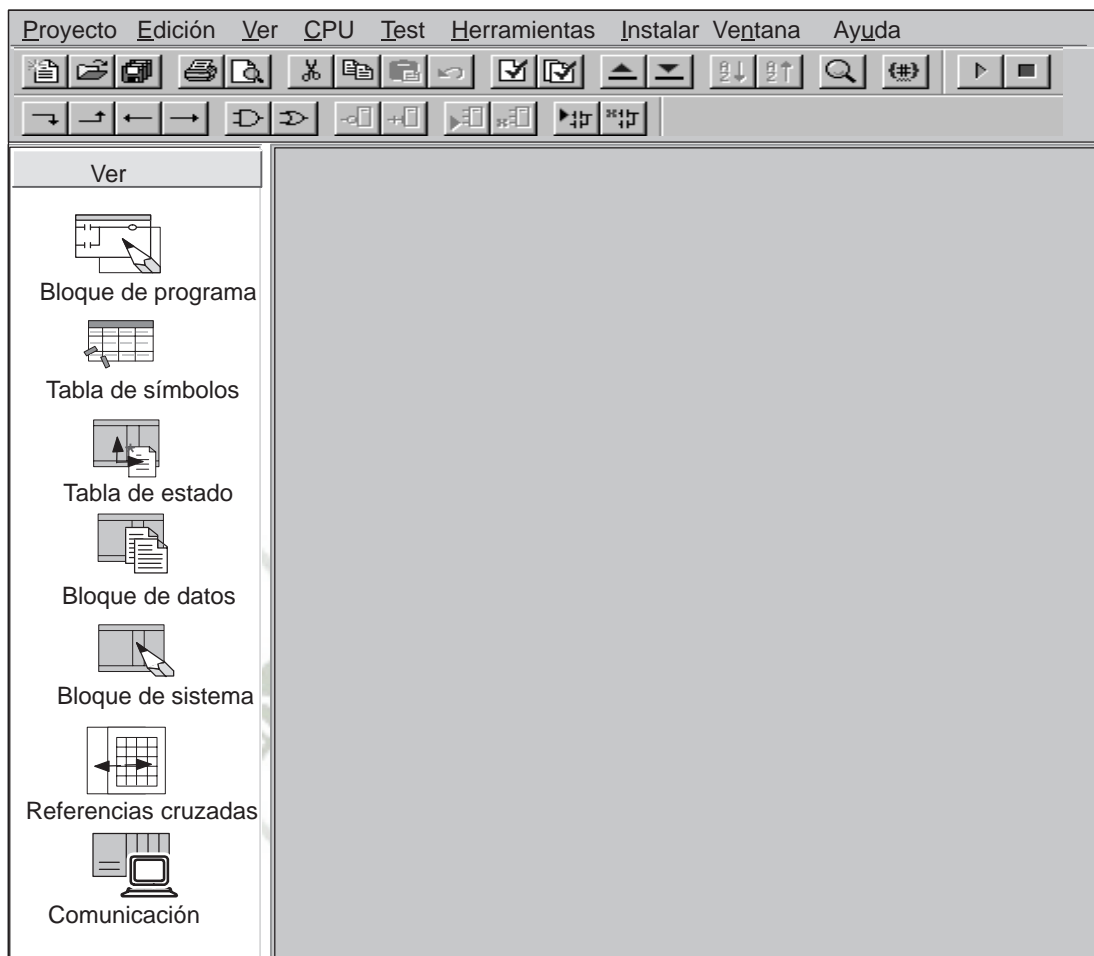 Proyecto Edición Ver CPU Test Herramientas Instalar Ventana Ayuda
Ver
Bloque de programa
Tabla de símbolos
Tabla de estado
Bloque de datos
Bloque de sistema
Referencias cruzadas
Comunicación